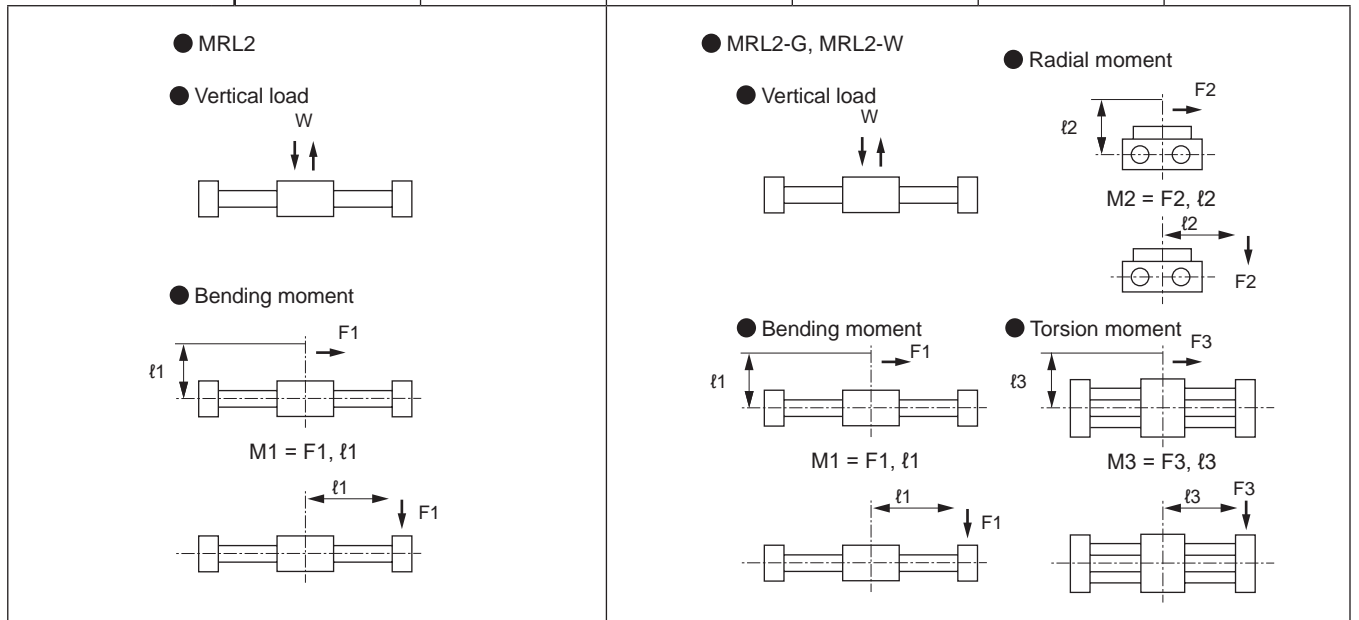 ● MRL2
● Vertical load
W
● Bending moment
F1
ℓ1
M1 = F1, ℓ1
ℓ1
F1
● MRL2-G, MRL2-W
● Vertical load
W
● Radial moment
F2
ℓ2
M2 = F2, ℓ2
ℓ2
F2
● Bending moment
F1
ℓ1
M1 = F1, ℓ1
ℓ1
F1
● Torsion moment
F3
ℓ3
M3 = F3, ℓ3
ℓ3
F3